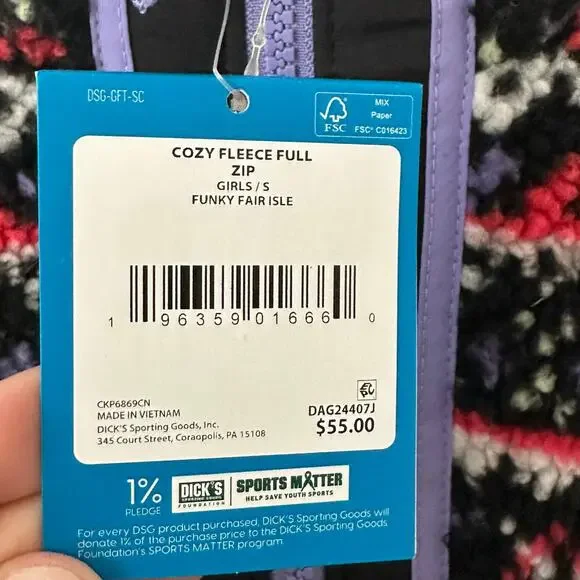 DSG-GFT-SC
MIX
Paper
FSC
FSC® C016423
COZY FLEECE FULL
ZIP
GIRLS / S
FUNKY FAIR ISLE
1 96359 01666 0
CKP6869CN
MADE IN VIETNAM
DICK'S Sporting Goods, Inc.
345 Court Street, Coraopolis, PA 15108
DAG24407J
$55.00
1%
PLEDGE
DICK'S
SPORTING GOODS
FOUNDATION
SPORTS MATTER
HELP SAVE YOUTH SPORTS
For every DSG product purchased, DICK'S Sporting Goods will
donate 1% of the purchase price to the DICK'S Sporting Goods
Foundation's SPORTS MATTER program.